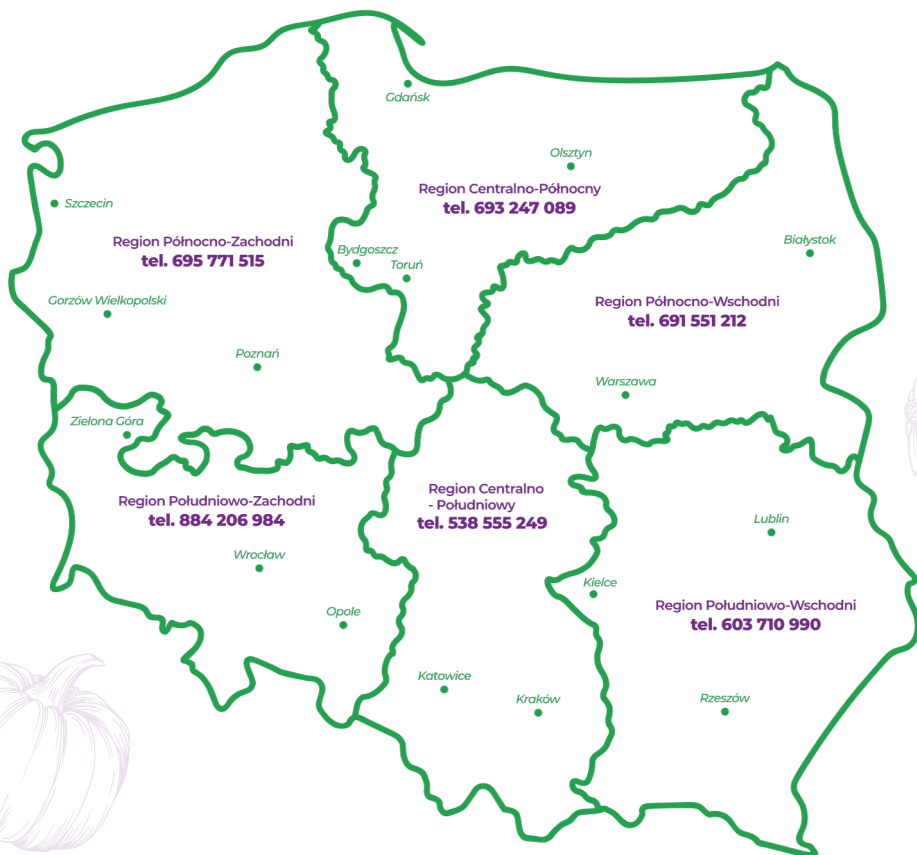 Gdańsk
Olsztyn
Region Centralno-Północny
tel. 693 247 089
Szczecin
Region Północno-Zachodni
tel. 695 771 515
Bydgoszcz
Toruń
Białystok
Gorzów Wielkopolski
Region Północno-Wschodni
tel. 691 551 212
Poznań
Warszawa
Zielona Góra
Region Południowo-Zachodni
tel. 884 206 984
Region Centralno
- Południowy
tel. 538 555 249
Lublin
Wrocław
Kielce
Opole
Region Południowo-Wschodni
tel. 603 710 990
Katowice
Kraków
Rzeszów